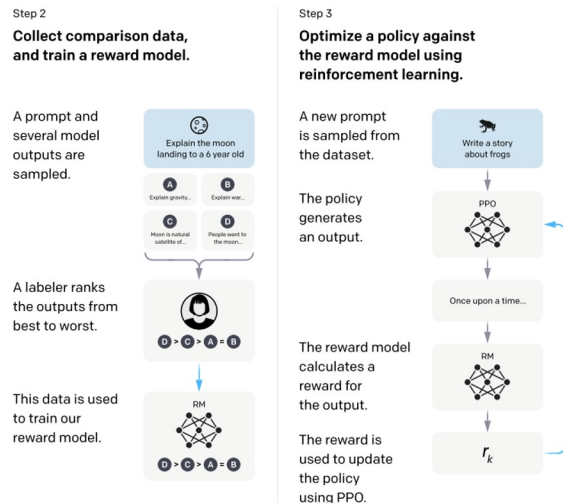 Step 2
Collect comparison data,
and train a reward model.
A prompt and
several model
outputs are
sampled.
Explain the moon
landing to a 6 year old
A
Explain gravity...
B
Explain war...
C
Moon is natural
satellite of...
D
People went to
the moon...
A labeler ranks
the outputs from
best to worst.
D > C > A = B
This data is used
to train our
reward model.
RM
D > C > A = B
Step 3
Optimize a policy against
the reward model using
reinforcement learning.
A new prompt
is sampled from
the dataset.
Write a story
about frogs
The policy
generates
an output.
PPO
Once upon a time...
The reward model
calculates a
reward for
the output.
RM
The reward is
used to update
the policy
using PPO.
rk